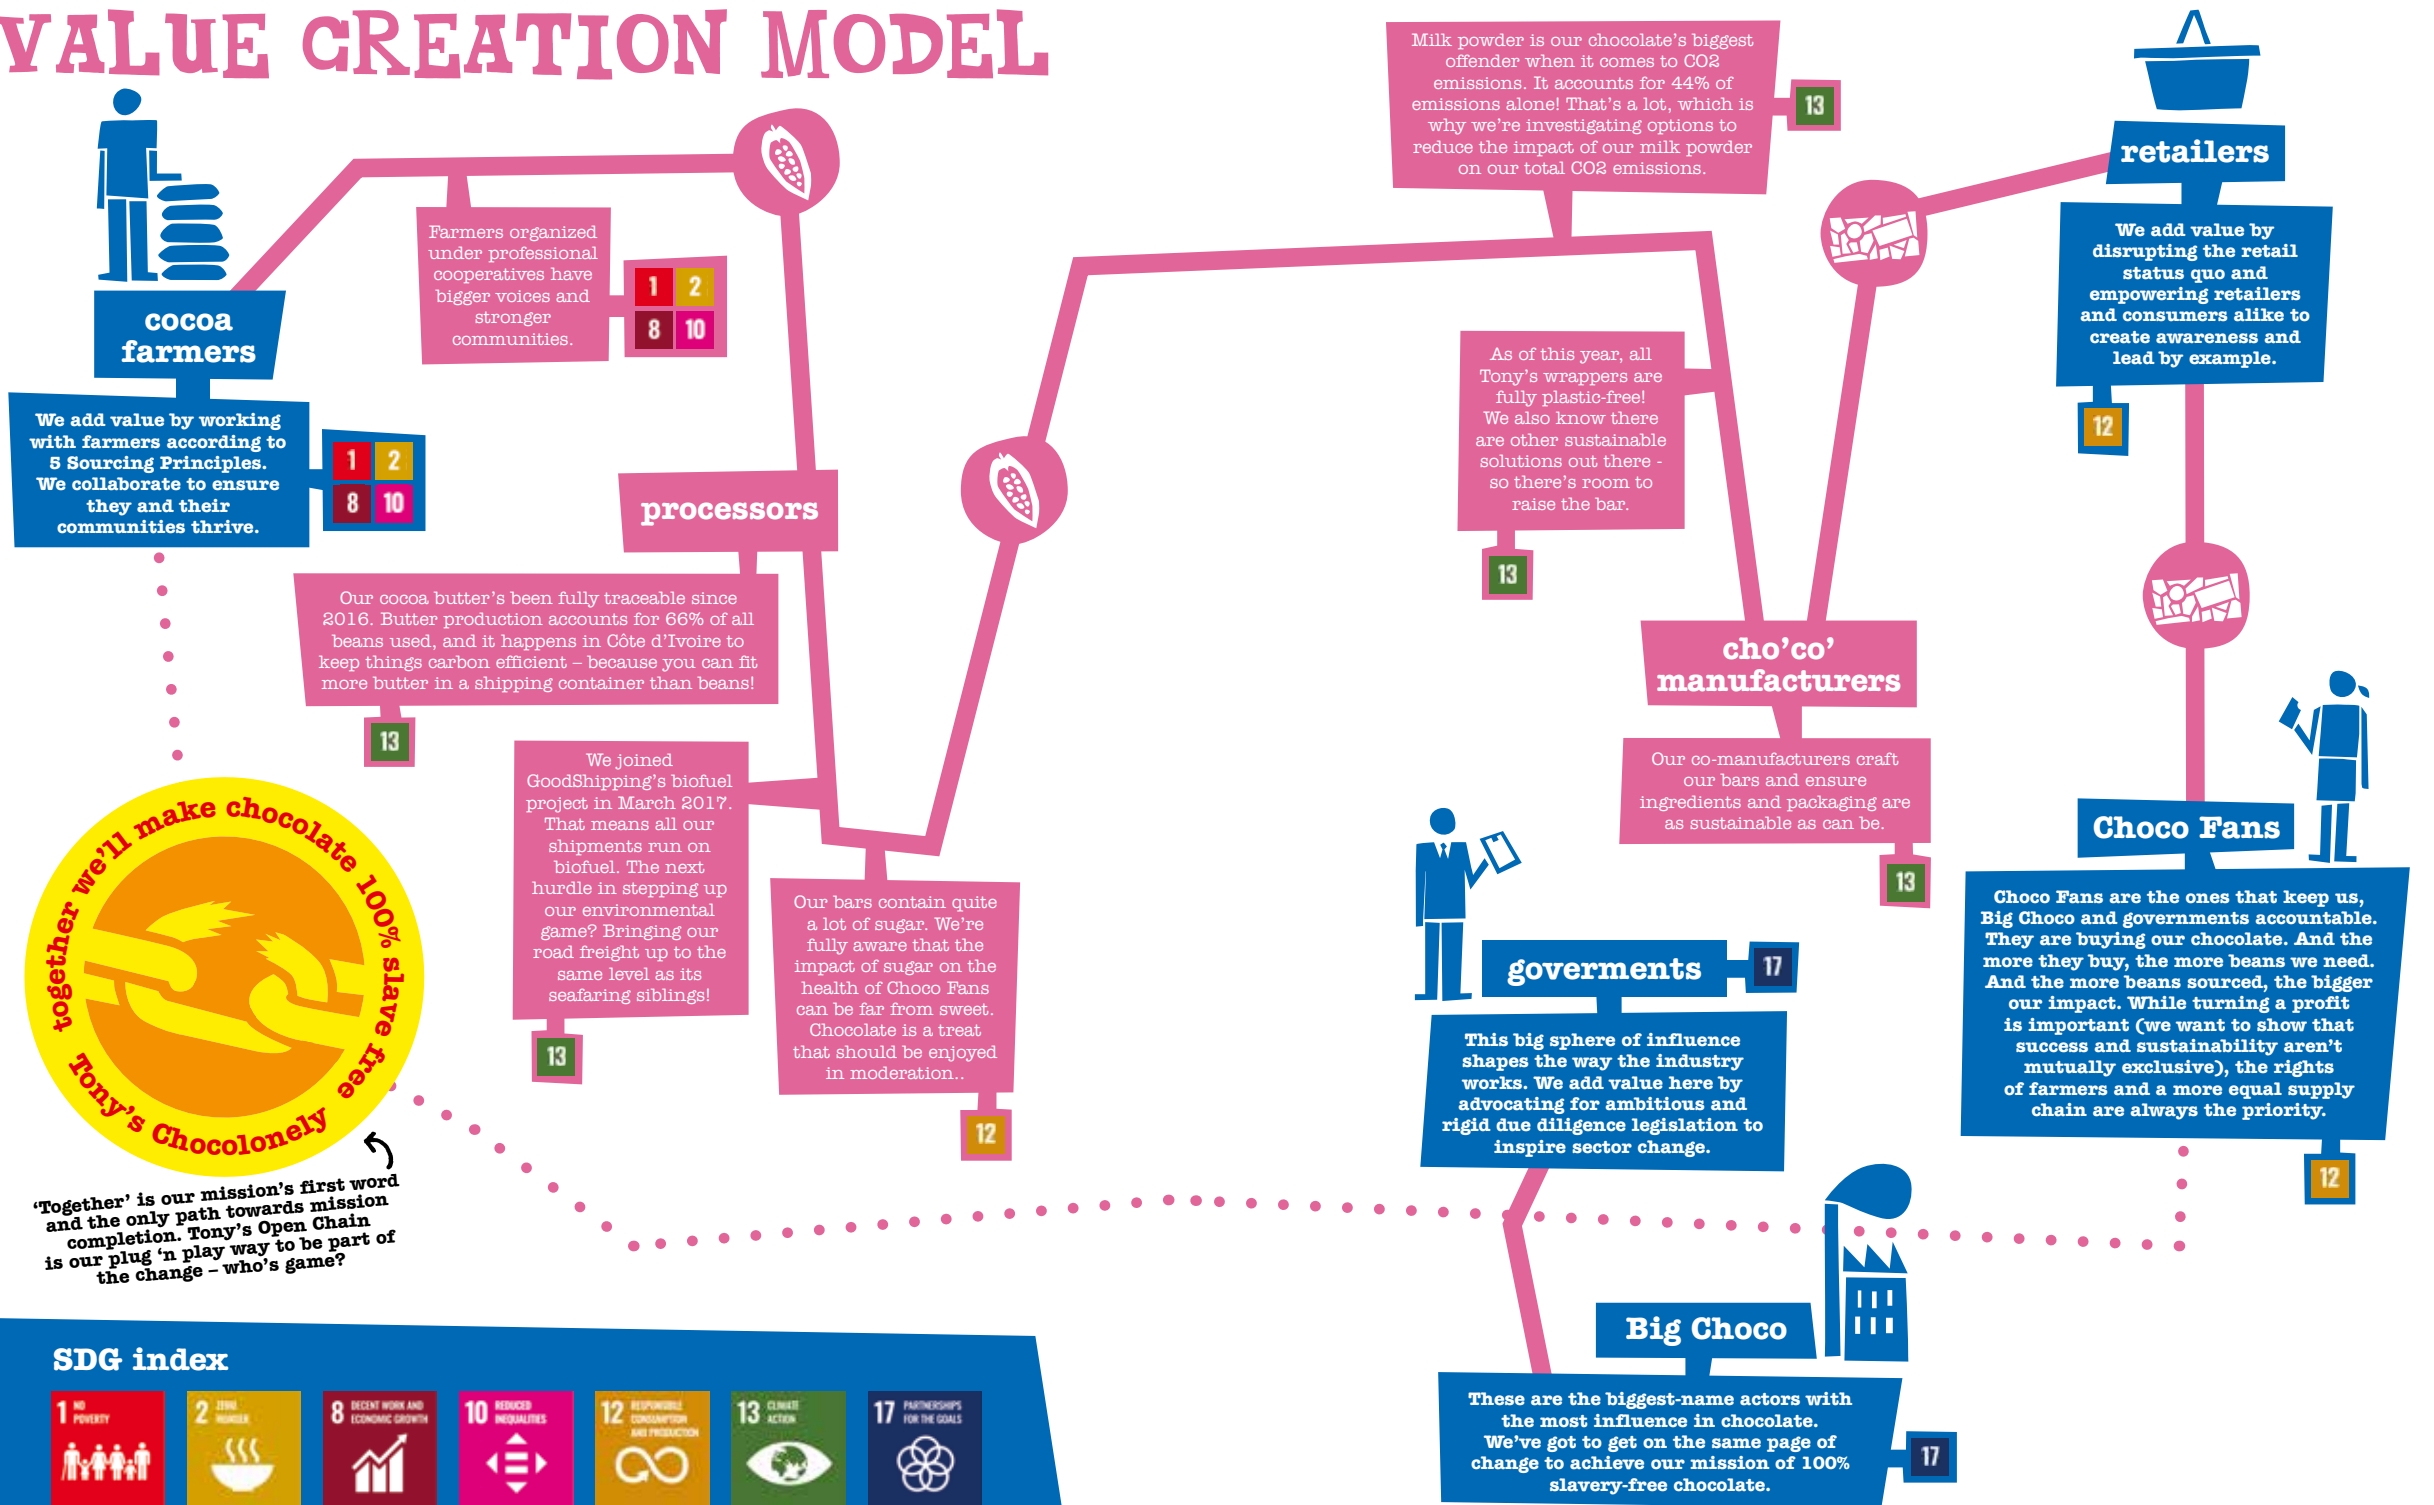 VALUE CREATION MODEL
cocoa
farmers
We add value by working
with farmers according to
5 Sourcing Principles.
We collaborate to ensure
they and their
communities thrive.
1 2
8 10
Farmers organized
under professional
cooperatives have
bigger voices and
stronger
communities.
1 2
8 10
processors
Our cocoa butter's been fully traceable since
2016. Butter production accounts for 66% of all
beans used, and it happens in Côte d'Ivoire to
keep things carbon efficient – because you can fit
more butter in a shipping container than beans!
13
We joined
GoodShipping's biofuel
project in March 2017.
That means all our
shipments run on
biofuel. The next
hurdle in stepping up
our environmental
game? Bringing our
road freight up to the
same level as its
seafaring siblings!
13
Our bars contain quite
a lot of sugar. We're
fully aware that the
impact of sugar on the
health of Choco Fans
can be far from sweet.
Chocolate is a treat
that should be enjoyed
in moderation..
12
Milk powder is our chocolate's biggest
offender when it comes to CO2
emissions. It accounts for 44% of
emissions alone! That's a lot, which is
why we're investigating options to
reduce the impact of our milk powder
on our total CO2 emissions.
13
As of this year, all
Tony's wrappers are
fully plastic-free!
We also know there
are other sustainable
solutions out there -
so there's room to
raise the bar.
13
cho'co'
manufacturers
Our co-manufacturers craft
our bars and ensure
ingredients and packaging are
as sustainable as can be.
13
retailers
We add value by
disrupting the retail
status quo and
empowering retailers
and consumers alike to
create awareness and
lead by example.
12
Choco Fans
Choco Fans are the ones that keep us,
Big Choco and governments accountable.
They are buying our chocolate. And the
more they buy, the more beans we need.
And the more beans sourced, the bigger
our impact. While turning a profit
is important (we want to show that
success and sustainability aren't
mutually exclusive), the rights
of farmers and a more equal supply
chain are always the priority.
12
goverments
17
This big sphere of influence
shapes the way the industry
works. We add value here by
advocating for ambitious and
rigid due diligence legislation to
inspire sector change.
Big Choco
These are the biggest-name actors with
the most influence in chocolate.
We've got to get on the same page of
change to achieve our mission of 100%
slavery-free chocolate.
17
together we'll make chocolate 100% slave free
Tony's Chocolonely
'Together' is our mission's first word
and the only path towards mission
completion. Tony's Open Chain
is our plug 'n play way to be part of
the change – who's game?
SDG index
1 NO
POVERTY
2 ZERO
HUNGER
8 DECENT WORK AND
ECONOMIC GROWTH
10 REDUCED
INEQUALITIES
12 RESPONSIBLE
CONSUMPTION
AND PRODUCTION
13 CLIMATE
ACTION
17 PARTNERSHIPS
FOR THE GOALS